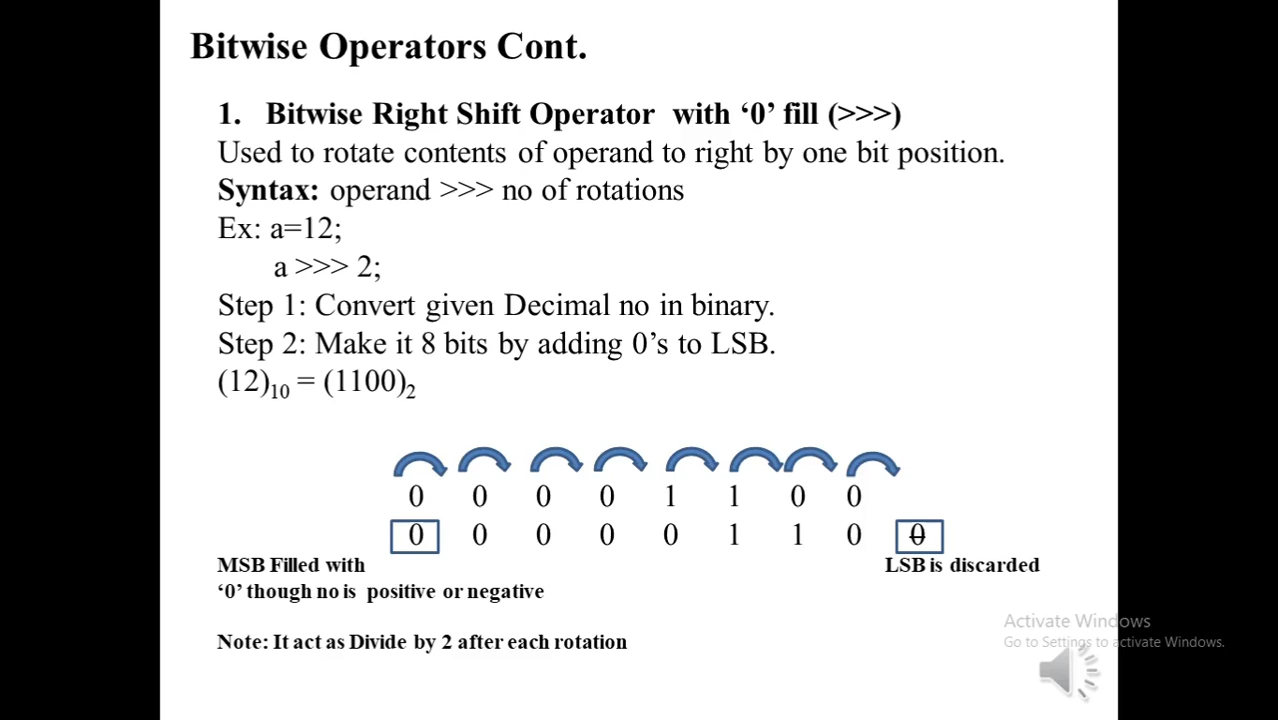 Bitwise Operators Cont.
1. Bitwise Right Shift Operator with ‘0’ fill (>>>)
Used to rotate contents of operand to right by one bit position.
Syntax: operand >>> no of rotations
Ex: a=12;
a >>> 2;
Step 1: Convert given Decimal no in binary.
Step 2: Make it 8 bits by adding 0’s to LSB.
(12)10 = (1100)2
0 0 0 0 1 1 0 0
0 0 0 0 0 1 1 0 0
MSB Filled with
‘0’ though no is positive or negative
LSB is discarded
Note: It act as Divide by 2 after each rotation
Activate Windows
Go to Settings to activate Windows.